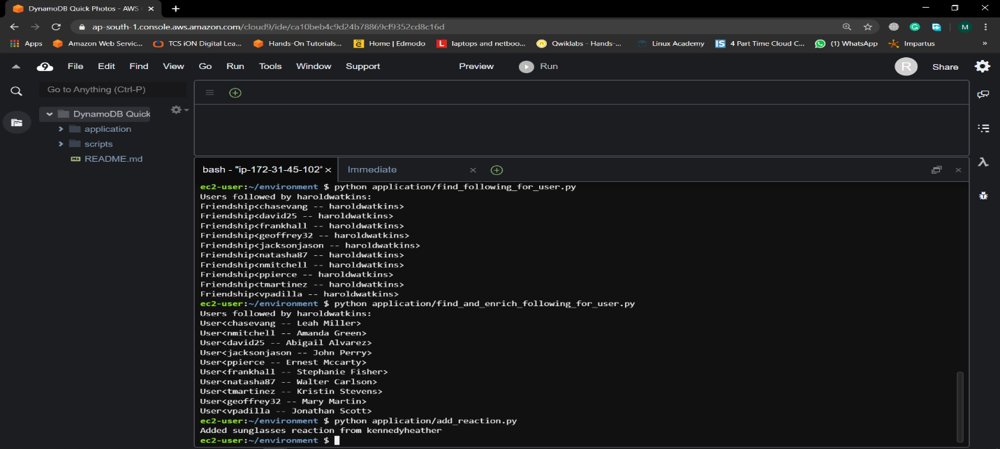 DynamoDB Quick Photos - AWS
ap-south-1.console.aws.amazon.com/cloud9/ide/ca10beb4c9d24b78869cf9352cd8c16d
M
Apps Amazon Web Servic... TCS iON Digital Lea... Hands-On Tutorials... Home | Edmodo laptops and netboo... Qwiklabs - Hands-... Linux Academy 4 Part Time Cloud C... (1) WhatsApp Impartus »
File Edit Find View Go Run Tools Window Support Preview Run R Share
Go to Anything (Ctrl-P)
DynamoDB Quick
application
scripts
README.md
bash - "ip-172-31-45-102" × Immediate ×
ec2-user:~/environment $ python application/find_following_for_user.py
Users followed by haroldwatkins:
Friendship<chasevang -- haroldwatkins>
Friendship<david25 -- haroldwatkins>
Friendship<frankhall -- haroldwatkins>
Friendship<geoffrey32 -- haroldwatkins>
Friendship<jacksonjason -- haroldwatkins>
Friendship<natasha87 -- haroldwatkins>
Friendship<nmitchell -- haroldwatkins>
Friendship<ppierce -- haroldwatkins>
Friendship<tmartinez -- haroldwatkins>
Friendship<vpadilla -- haroldwatkins>
ec2-user:~/environment $ python application/find_and_enrich_following_for_user.py
Users followed by haroldwatkins:
User<chasevang -- Leah Miller>
User<nmitchell -- Amanda Green>
User<david25 -- Abigail Alvarez>
User<jacksonjason -- John Perry>
User<ppierce -- Ernest Mccarty>
User<frankhall -- Stephanie Fisher>
User<natasha87 -- Walter Carlson>
User<tmartinez -- Kristin Stevens>
User<geoffrey32 -- Mary Martin>
User<vpadilla -- Jonathan Scott>
ec2-user:~/environment $ python application/add_reaction.py
Added sunglasses reaction from kennedyheather
ec2-user:~/environment $